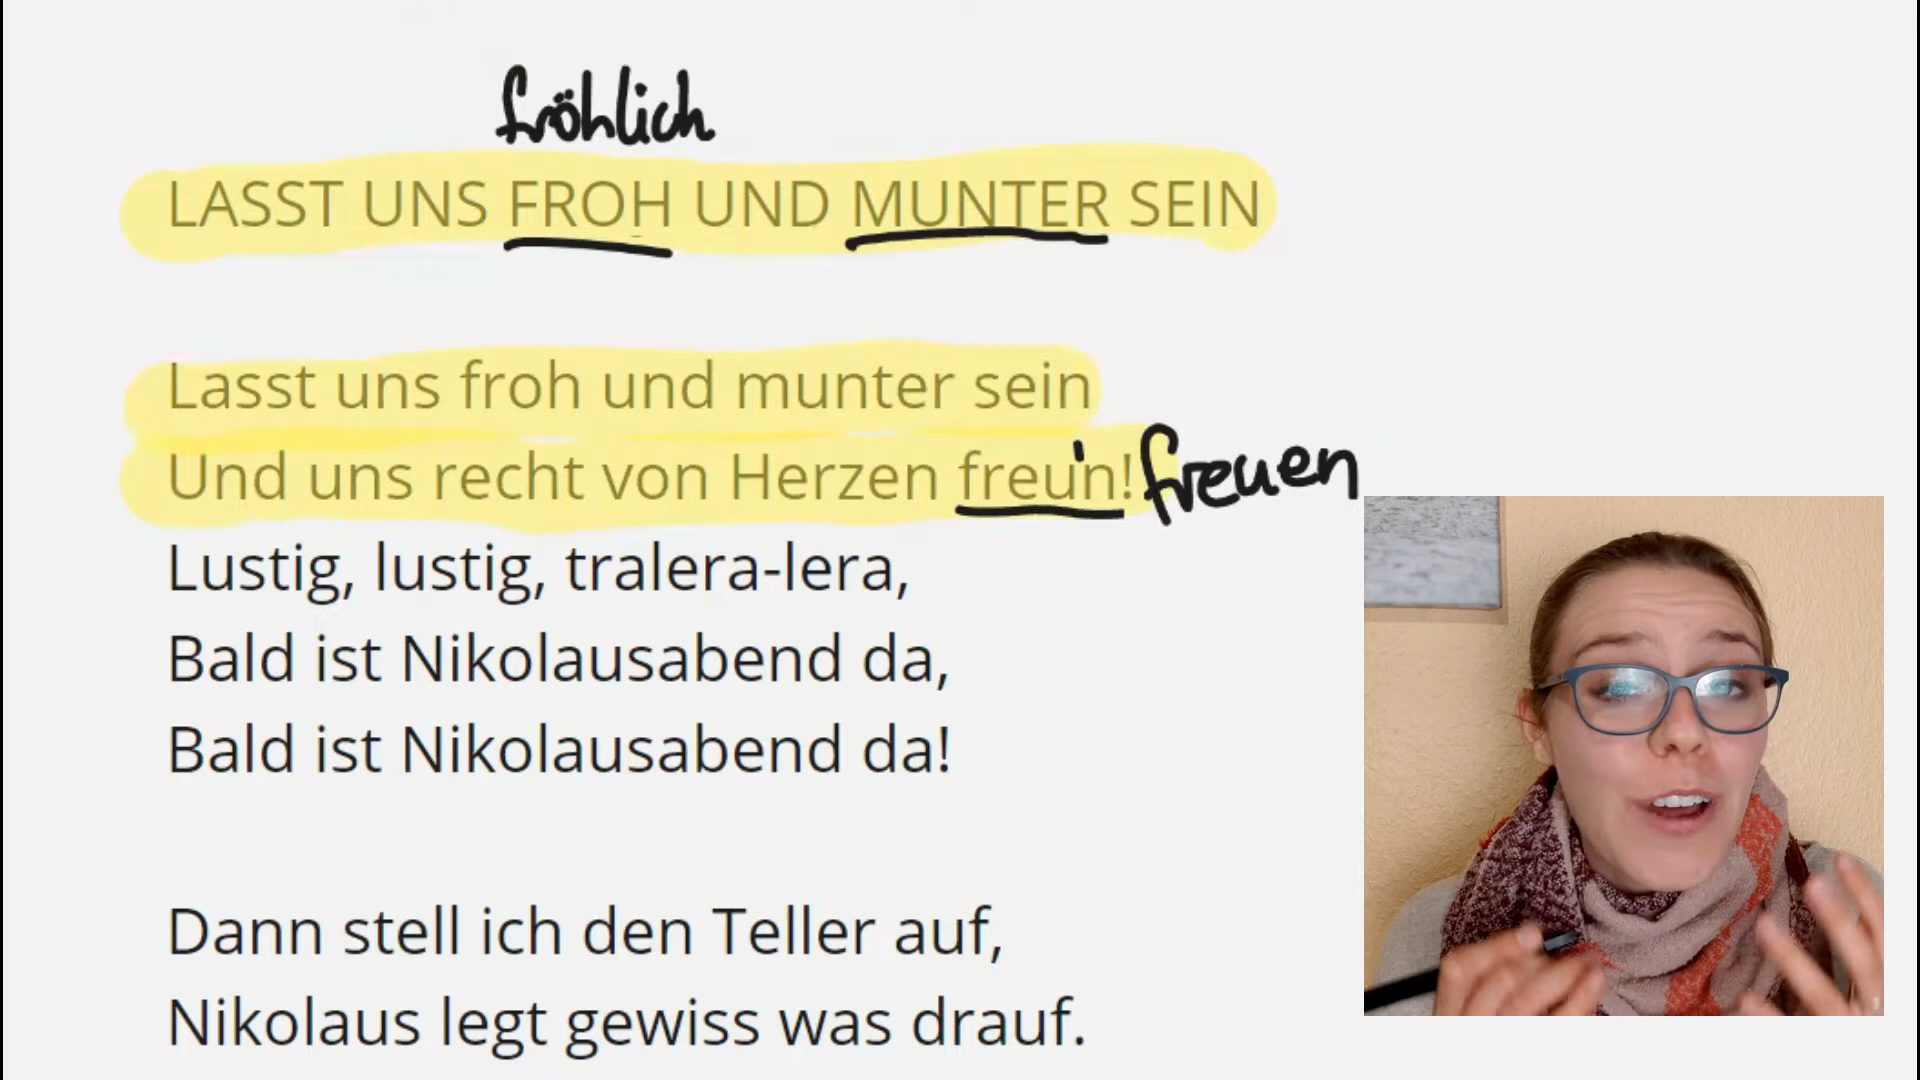 fröhlich
LASST UNS FROH UND MUNTER SEIN
Lasst uns froh und munter sein
Und uns recht von Herzen freu'n! freuen
Lustig, lustig, tralera-lera,
Bald ist Nikolausabend da,
Bald ist Nikolausabend da!
Dann stell ich den Teller auf,
Nikolaus legt gewiss was drauf.